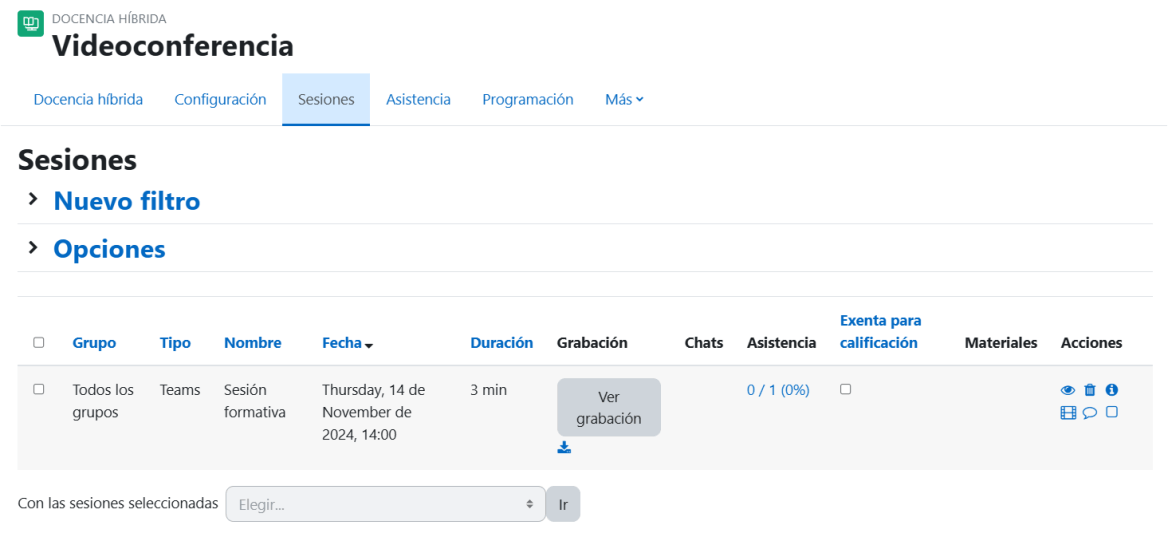 DOCENCIA HÍBRIDA
Videoconferencia
Docencia híbrida Configuración Sesiones Asistencia Programación Más
Sesiones
Nuevo filtro
Opciones
Grupo Tipo Nombre Fecha Duración Grabación Chats Asistencia Exenta para calificación Materiales Acciones
Todos los grupos Teams Sesión formativa Thursday, 14 de November de 2024, 14:00 3 min Ver grabación 0 / 1 (0%)
Con las sesiones seleccionadas Elegir... Ir